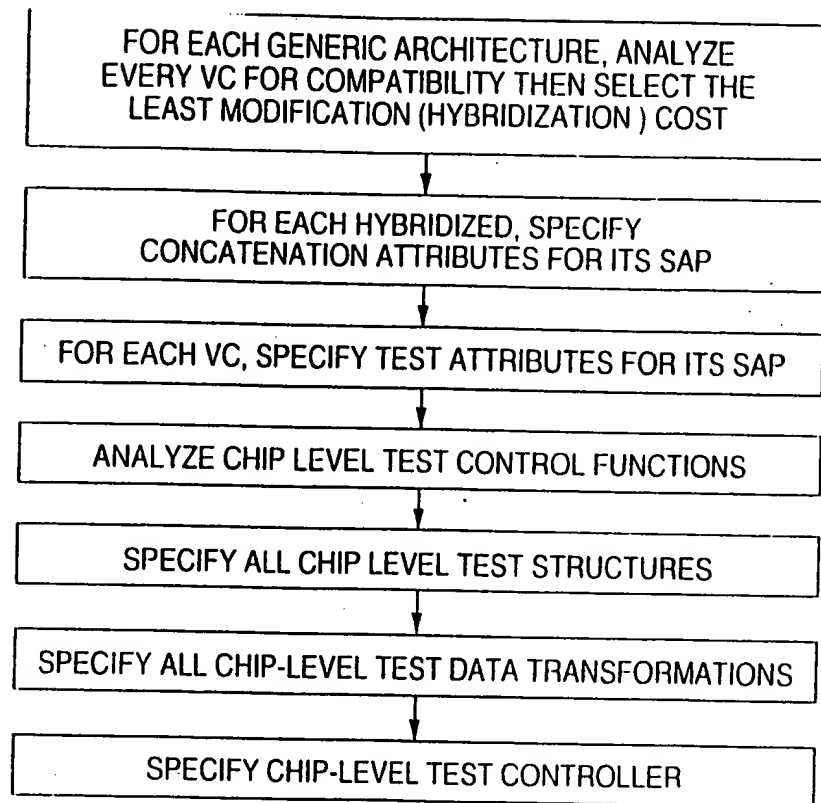 FOR EACH GENERIC ARCHITECTURE, ANALYZE
EVERY VC FOR COMPATIBILITY THEN SELECT THE
LEAST MODIFICATION (HYBRIDIZATION ) COST
FOR EACH HYBRIDIZED, SPECIFY
CONCATENATION ATTRIBUTES FOR ITS SAP
FOR EACH VC, SPECIFY TEST ATTRIBUTES FOR ITS SAP
ANALYZE CHIP LEVEL TEST CONTROL FUNCTIONS
SPECIFY ALL CHIP LEVEL TEST STRUCTURES
SPECIFY ALL CHIP-LEVEL TEST DATA TRANSFORMATIONS
SPECIFY CHIP-LEVEL TEST CONTROLLER